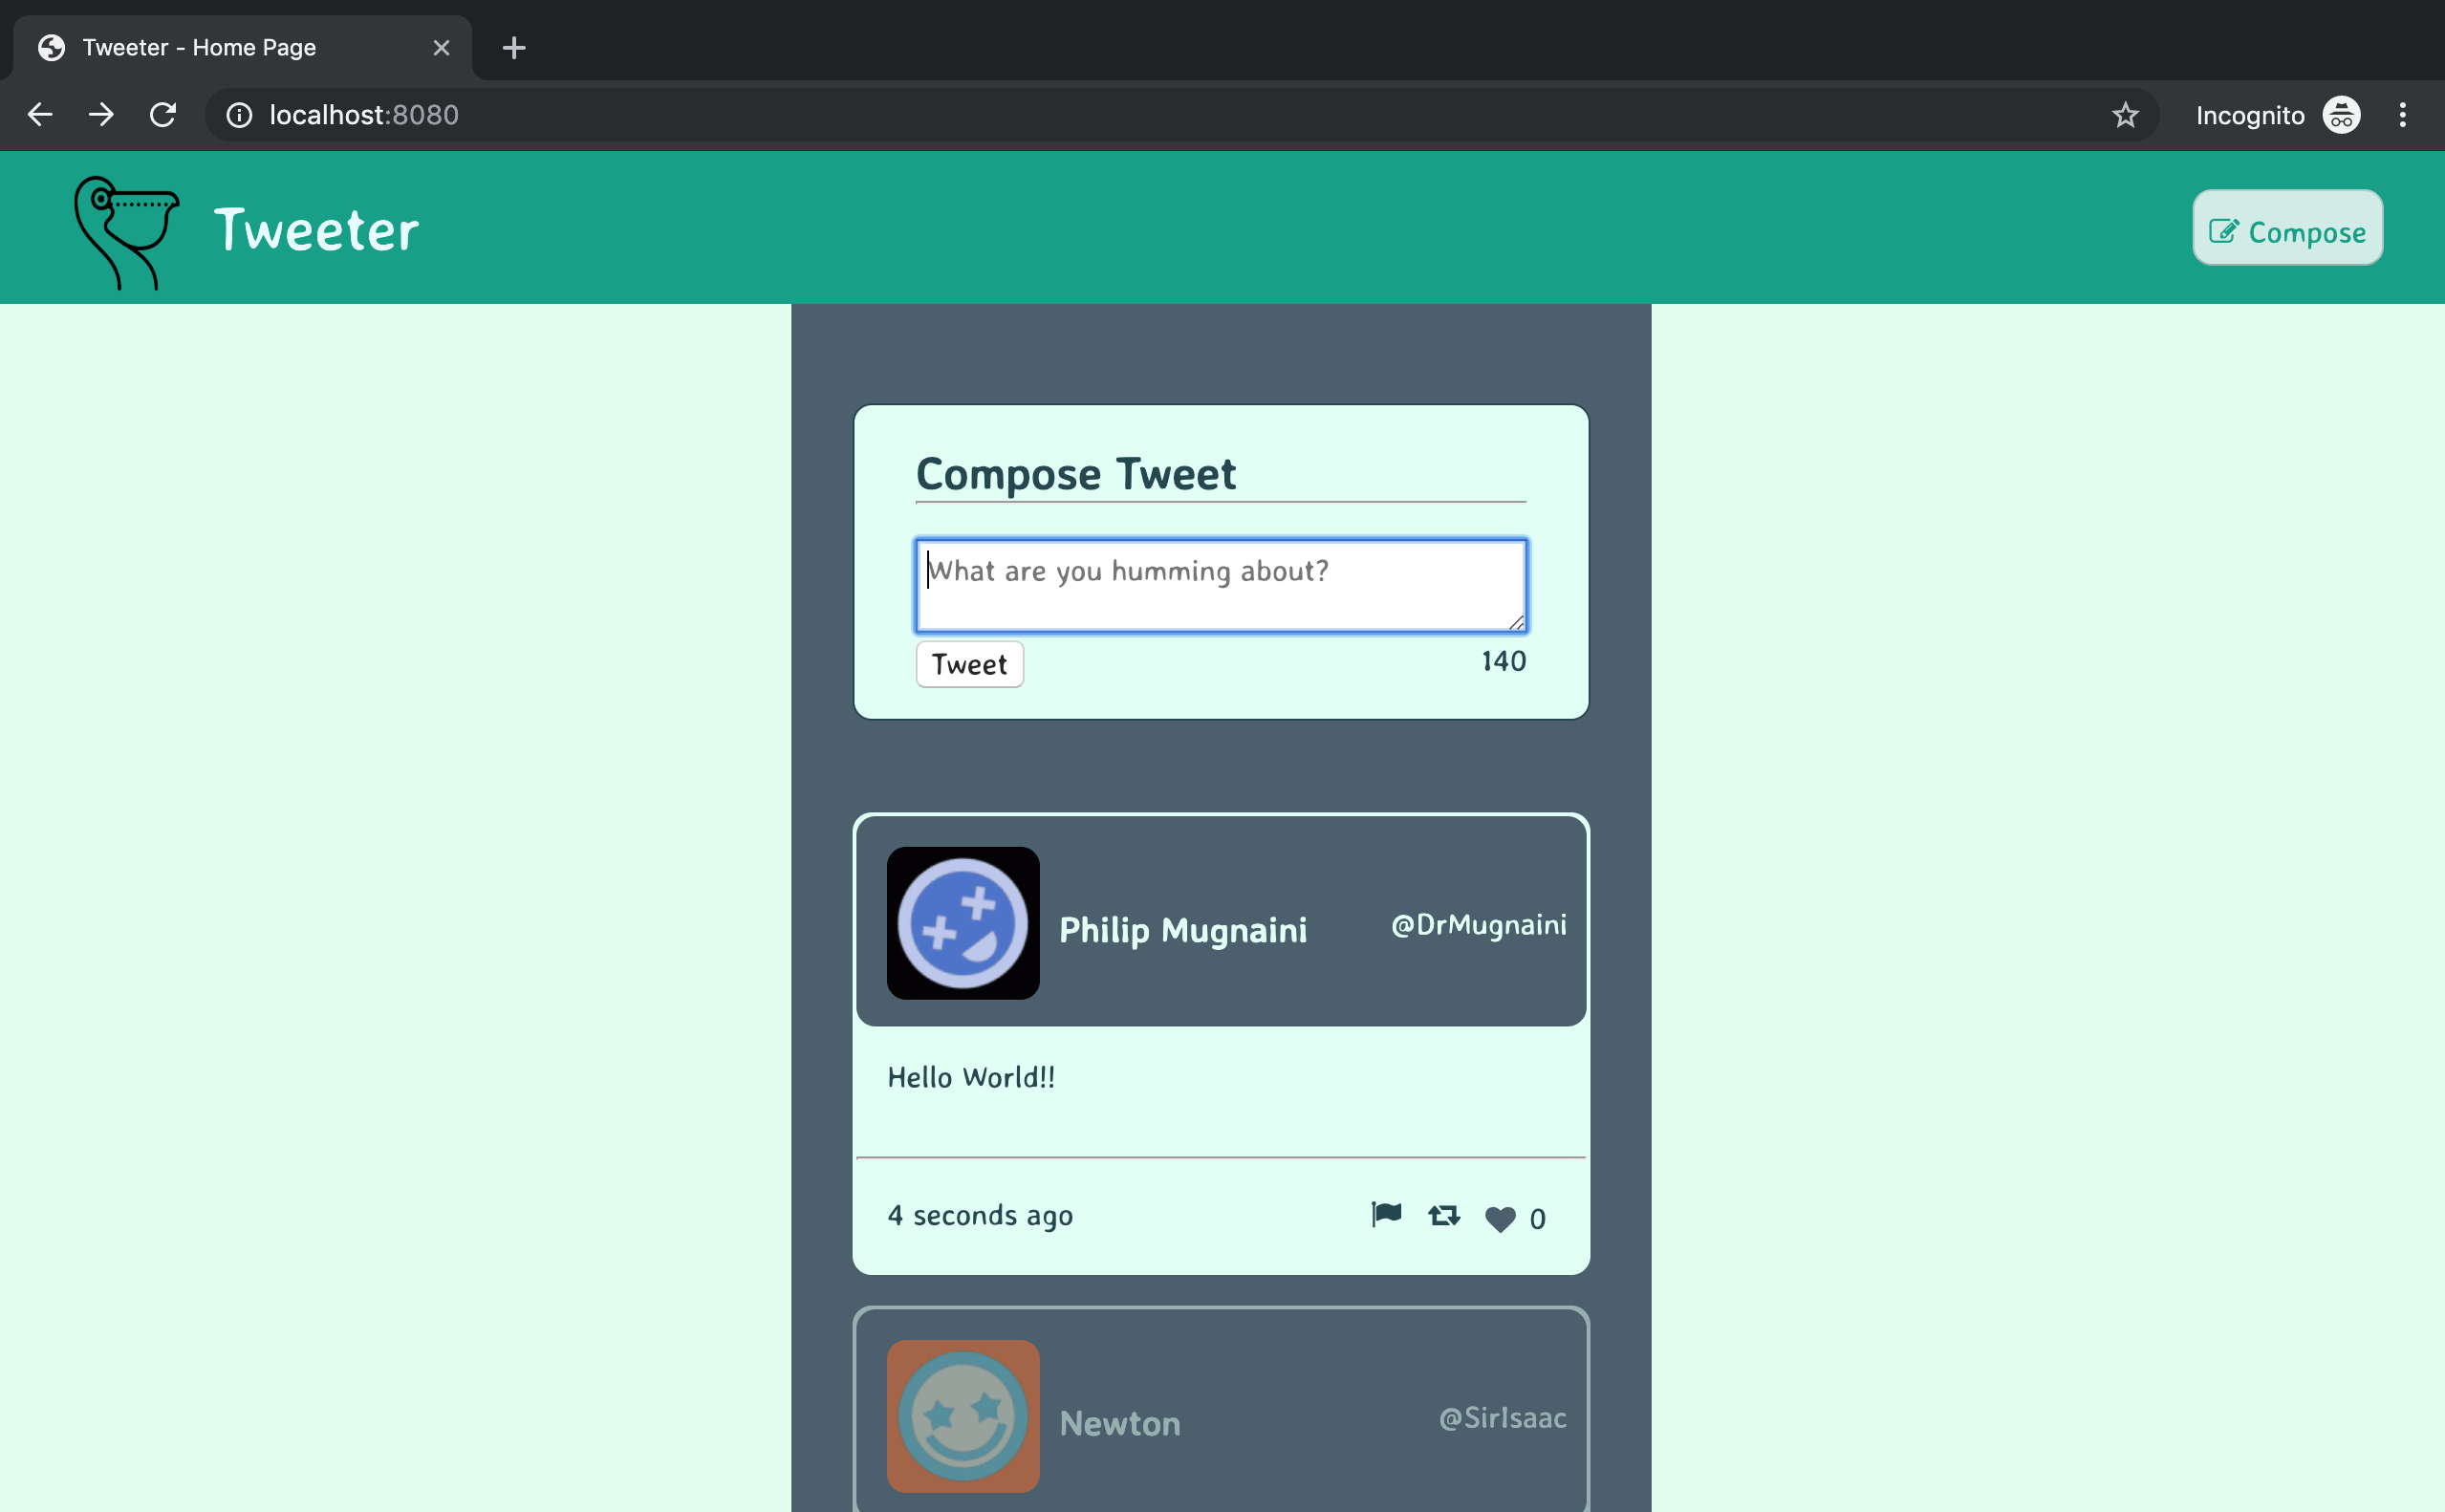 Tweeter - Home Page
localhost:8080
Incognito
Tweeter
Compose
Compose Tweet
What are you humming about?
Tweet
140
Philip Mugnaini
@DrMugnaini
Hello World!!
4 seconds ago
0
Newton
@SirIsaac